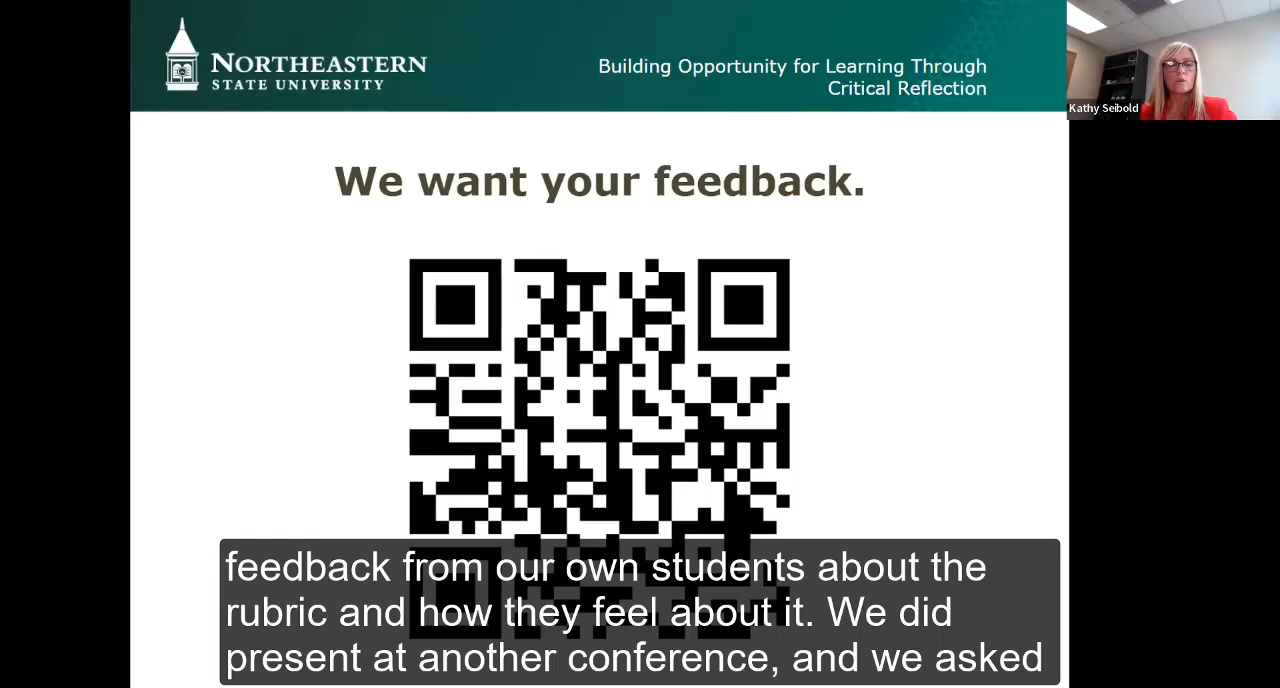 NORTHEASTERN
STATE UNIVERSITY
Building Opportunity for Learning Through
Critical Reflection
Kathy Seibold
We want your feedback.
feedback from our own students about the
rubric and how they feel about it. We did
present at another conference, and we asked